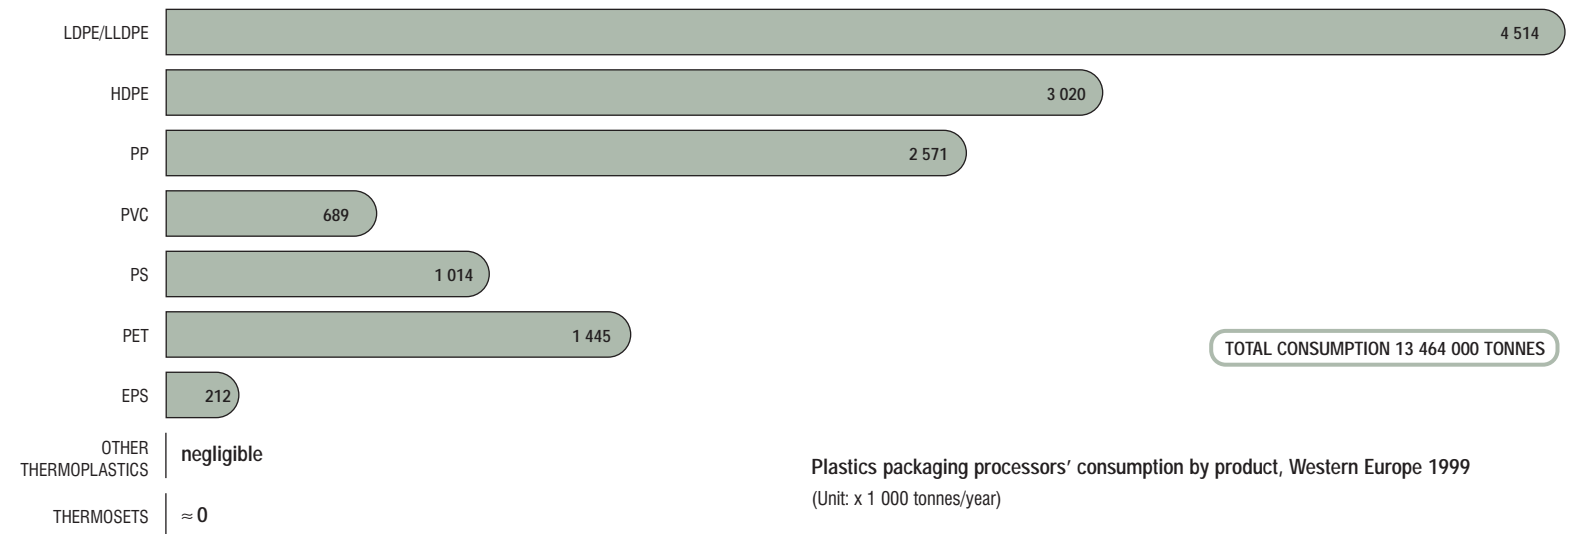 LDPE/LLDPE 4 514
HDPE 3 020
PP 2 571
PVC 689
PS 1 014
PET 1 445
TOTAL CONSUMPTION 13 464 000 TONNES
EPS 212
OTHER
THERMOPLASTICS negligible
Plastics packaging processors’ consumption by product, Western Europe 1999
(Unit: x 1 000 tonnes/year)
THERMOSETS ≈ 0